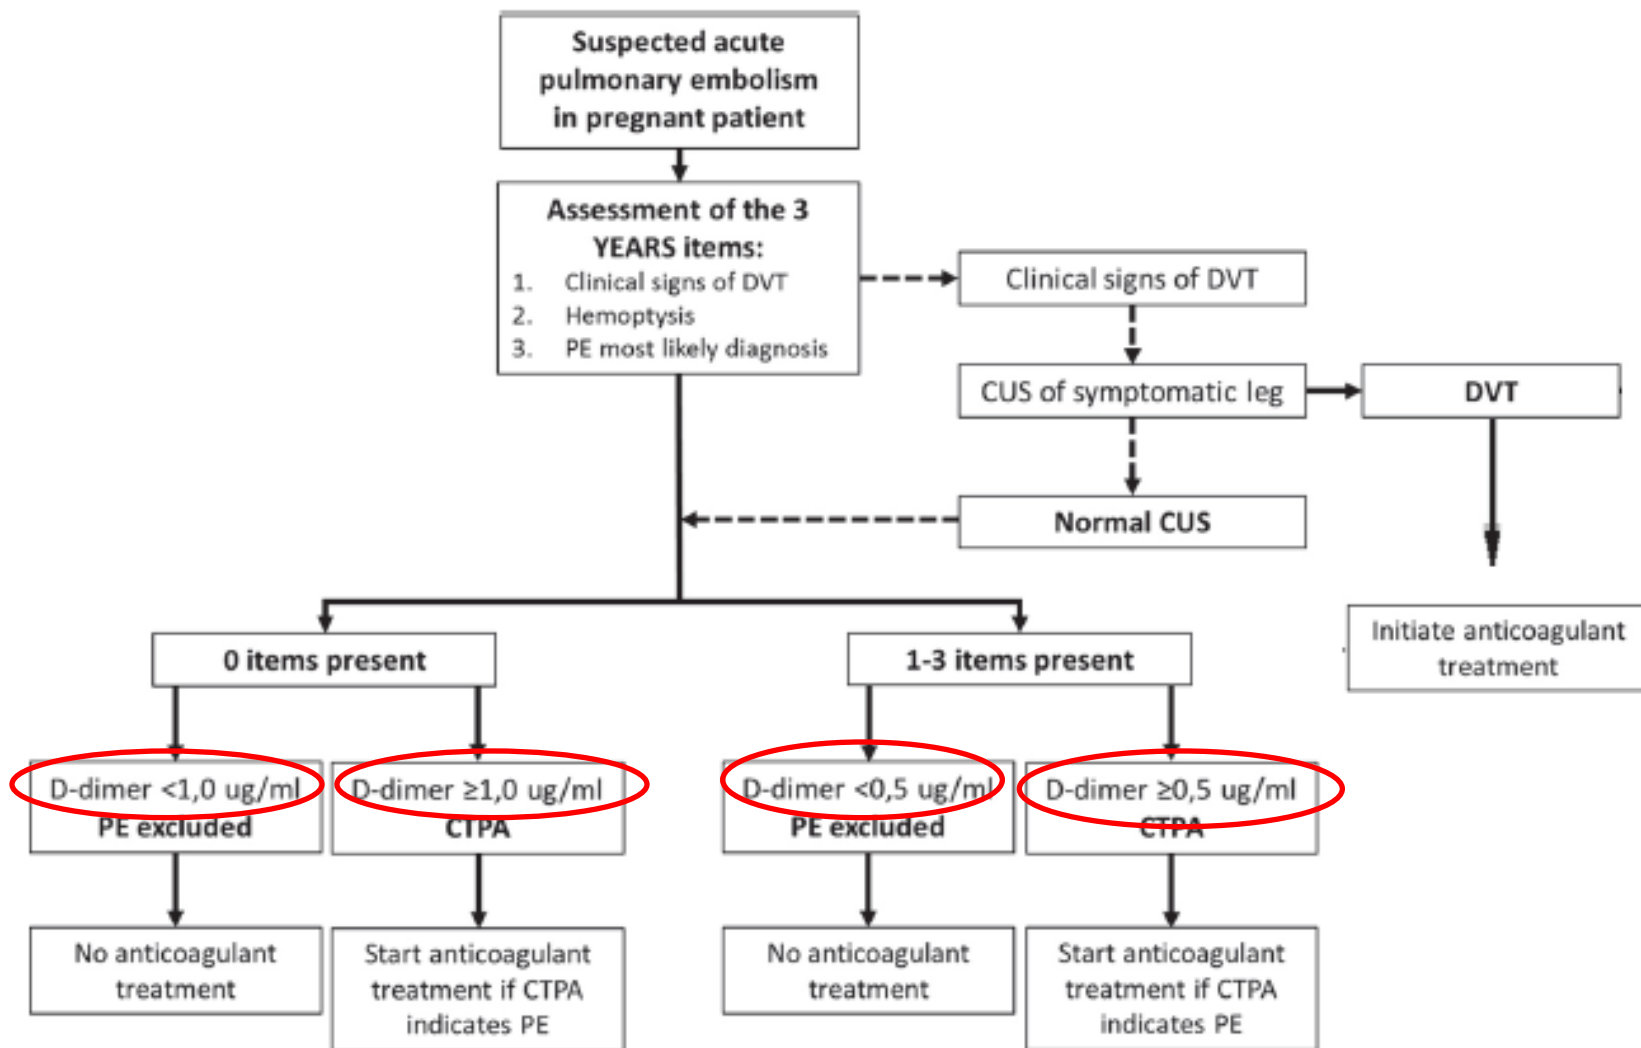 Suspected acute
pulmonary embolism
in pregnant patient
Assessment of the 3
YEARS items:
1. Clinical signs of DVT
2. Hemoptysis
3. PE most likely diagnosis
Clinical signs of DVT
CUS of symptomatic leg
DVT
Normal CUS
Initiate anticoagulant
treatment
0 items present
1-3 items present
D-dimer <1,0 ug/ml
PE excluded
D-dimer ≥1,0 ug/ml
CTPA
D-dimer <0,5 ug/ml
PE excluded
D-dimer ≥0,5 ug/ml
CTPA
No anticoagulant
treatment
Start anticoagulant
treatment if CTPA
indicates PE
No anticoagulant
treatment
Start anticoagulant
treatment if CTPA
indicates PE